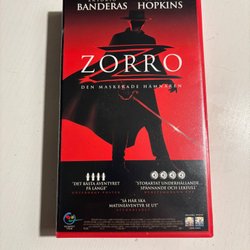 BANDERAS HOPKINS
ZORRO
DEN MASKERADE HÄMNAREN
"DET BÄSTA ÄVENTYRET
PÅ LÄNGE"
"STORARTAT UNDERHÅLLANDE,
SPÄNNANDE OCH LEKFULL"
"SÅ HÄR SKA
MATINÉÄVENTYR SE UT"